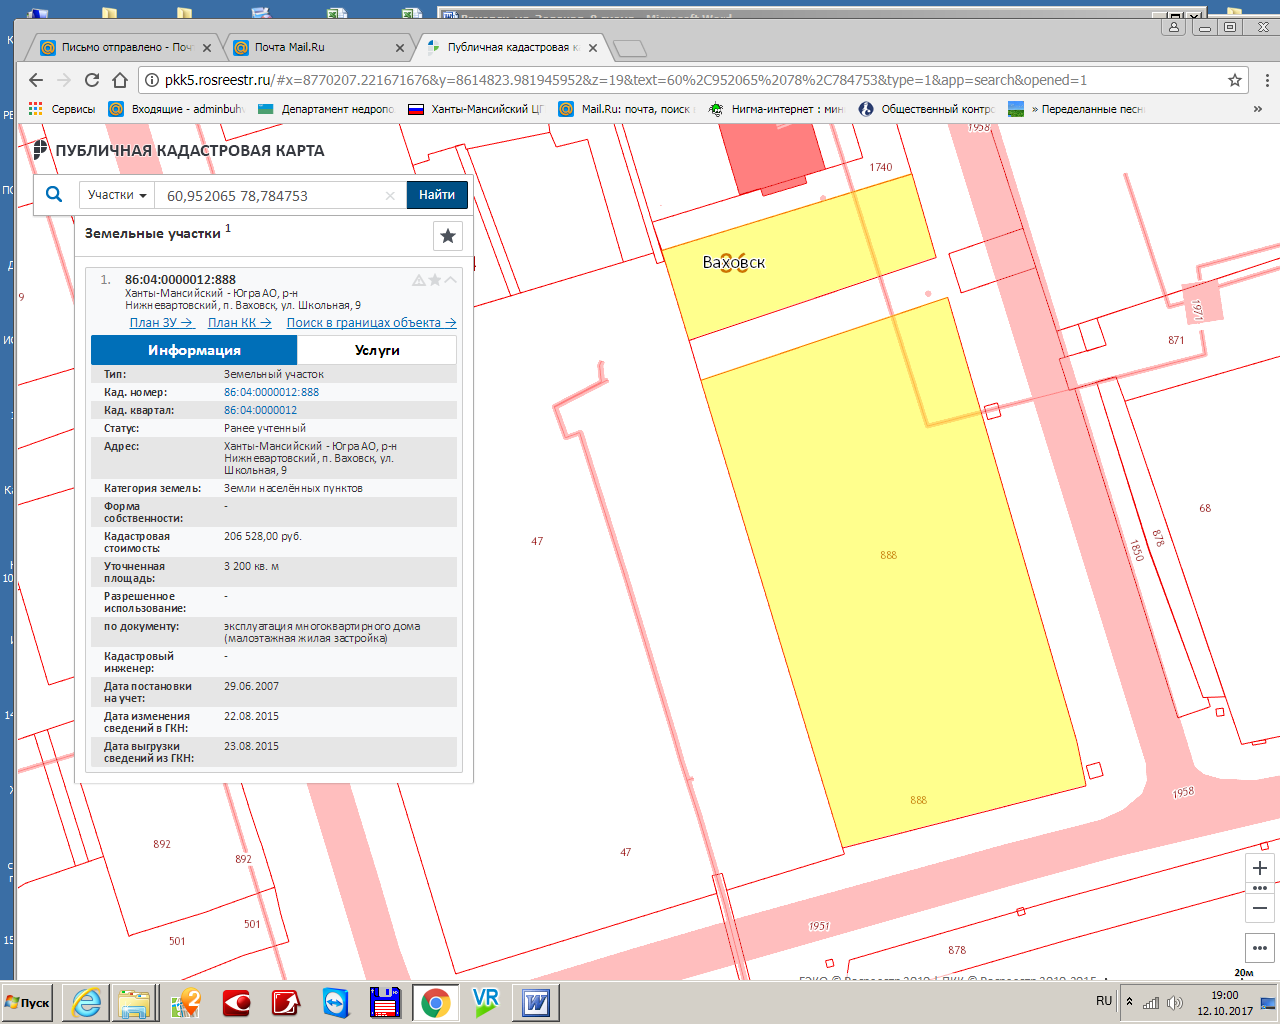 Письмо отправлено - Поч
Почта Mail.Ru
Публичная кадастровая к
pkk5.rosreestr.ru/#x=8770207.221671676&y=8614823.981945952&z=19&text=60%2C952065%2078%2C784753&type=1&app=search&opened=1
Сервисы
Входящие - adminbuhv
Департамент недропо
Ханты-Мансийский ЦГ
Mail.Ru: почта, поиск
Нигма-интернет : мин
Общественный контро
» Переделанные песн
»
ПУБЛИЧНАЯ КАДАСТРОВАЯ КАРТА
Участки
60,952065 78,784753
Найти
Земельные участки 1
1. 86:04:0000012:888
Ханты-Мансийский - Югра АО, р-н
Нижневартовский, п. Ваховск, ул. Школьная, 9
План ЗУ → План КК → Поиск в границах объекта →
Информация Услуги
Тип: Земельный участок
Кад. номер: 86:04:0000012:888
Кад. квартал: 86:04:0000012
Статус: Ранее учтенный
Адрес: Ханты-Мансийский - Югра АО, р-н
Нижневартовский, п. Ваховск, ул.
Школьная, 9
Категория земель: Земли населённых пунктов
Форма -
собственности:
Кадастровая 206 528,00 руб.
стоимость:
Уточненная 3 200 кв. м
площадь:
Разрешенное -
использование:
по документу: эксплуатация многоквартирного дома
(малоэтажная жилая застройка)
Кадастровый -
инженер:
Дата постановки 29.06.2007
на учет:
Дата изменения 22.08.2015
сведений в ГКН:
Дата выгрузки 23.08.2015
сведений из ГКН:
1958
1740
Ваховск
86
1971
871
9
47
888
68
878
1850
888
1958
47
892
892
501
501
1951
878
20м
Пуск
2
VR
W
RU
19:00
12.10.2017